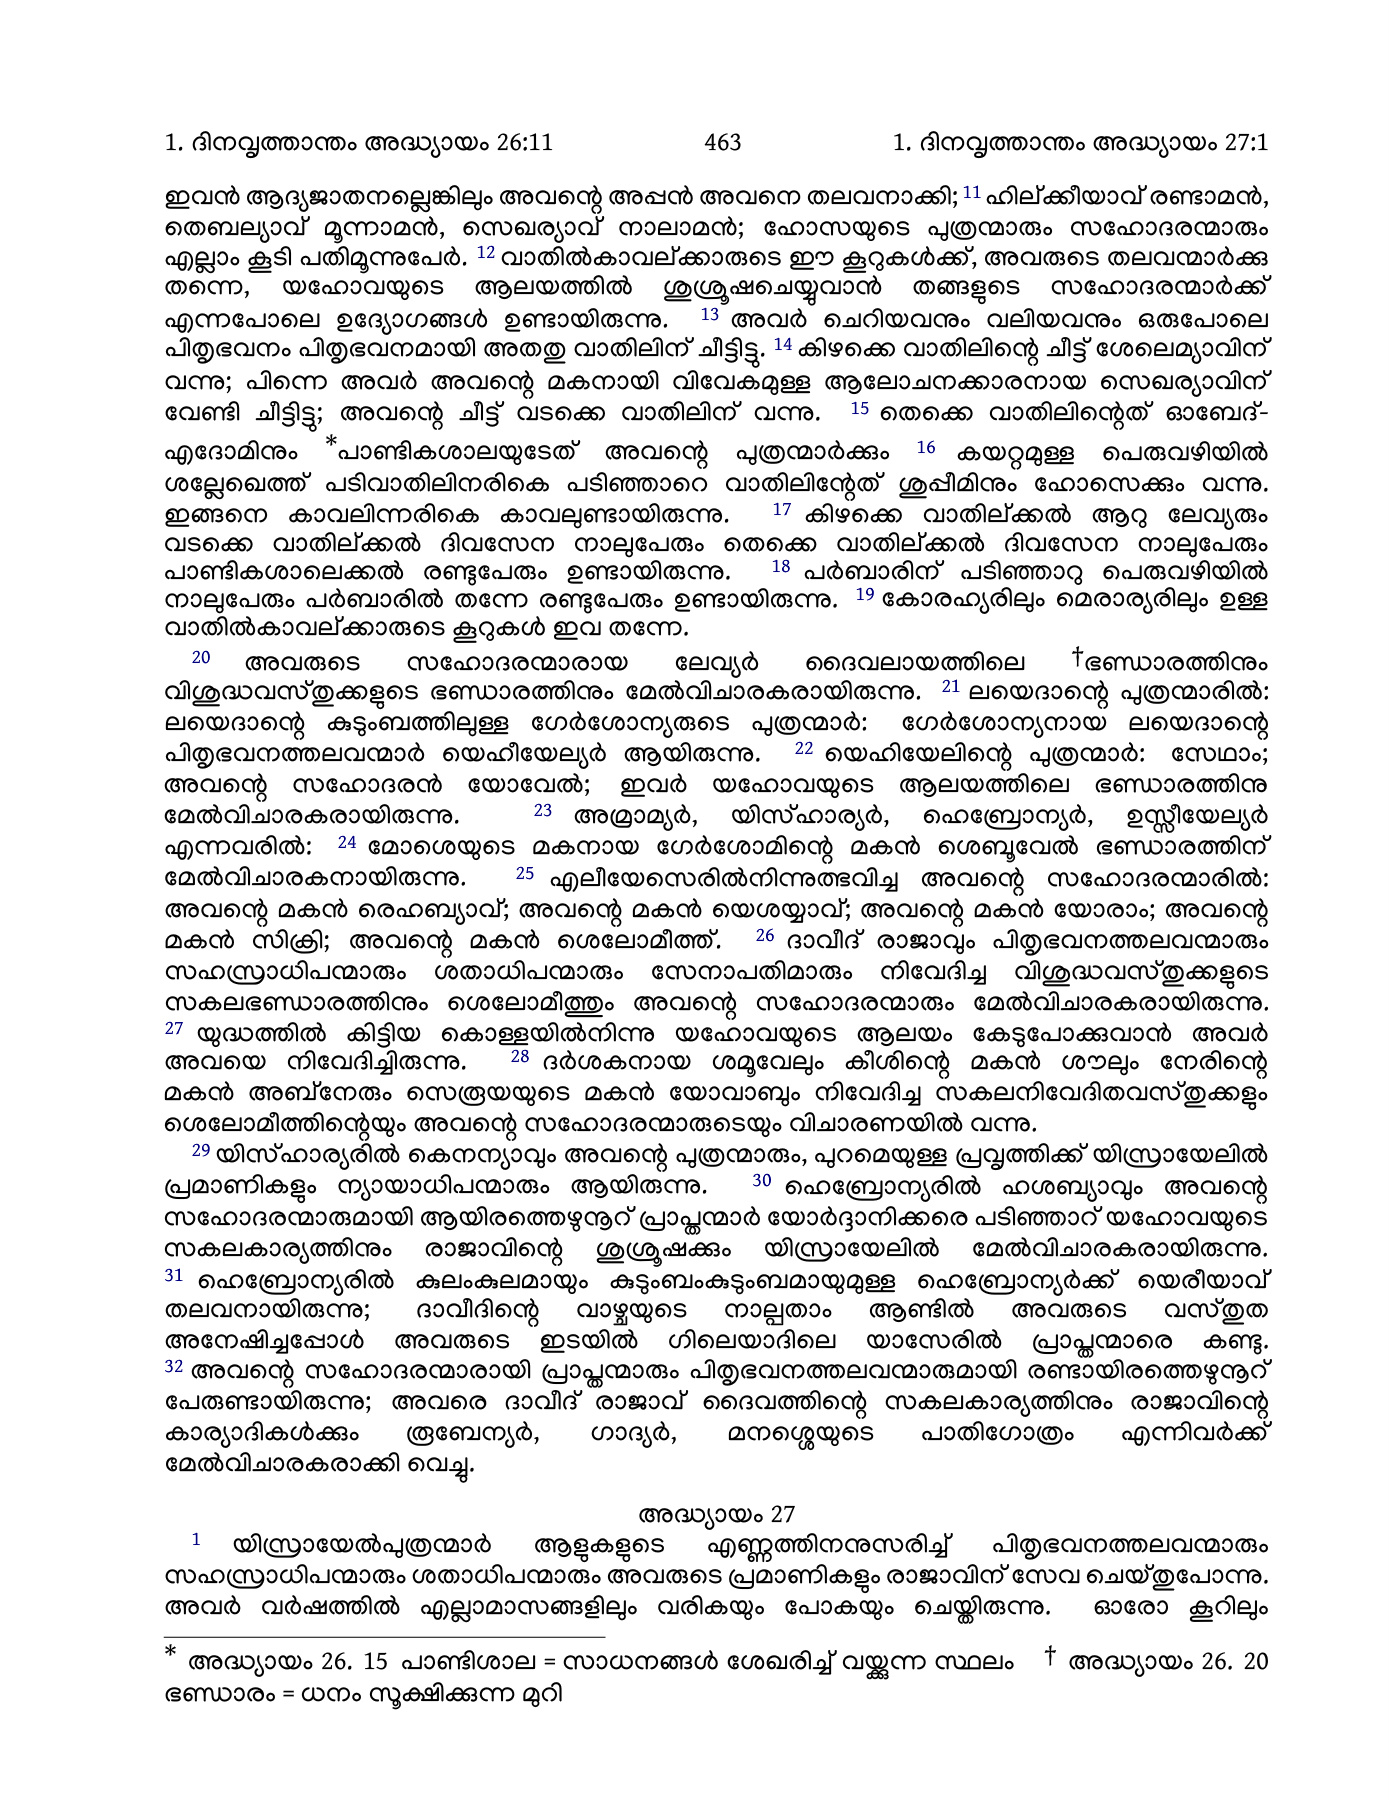 1. ദിനവൃത്താന്തം അദ്ധ്യായം 26:11 463 1. ദിനവൃത്താന്തം അദ്ധ്യായം 27:1
ഇവൻ ആദ്യജാതനല്ലെങ്കിലും അവന്റെ അപ്പൻ അവനെ തലവനാക്കി; 11 ഹില്ക്കീയാവ് രണ്ടാമൻ,
തെബല്യാവ് മൂന്നാമൻ, സെഖര്യാവ് നാലാമൻ; ഹോസയുടെ പുത്രന്മാരും സഹോദരന്മാരും
എല്ലാം കൂടി പതിമൂന്നുപേർ. 12 വാതിൽകാവല്ക്കാരുടെ ഈ കൂറുകൾക്ക്, അവരുടെ തലവന്മാർക്കു
തന്നെ, യഹോവയുടെ ആലയത്തിൽ ശുശ്രൂഷചെയ്യുവാൻ തങ്ങളുടെ സഹോദരന്മാർക്ക്
എന്നപോലെ ഉദ്യോഗങ്ങൾ ഉണ്ടായിരുന്നു. 13 അവർ ചെറിയവനും വലിയവനും ഒരുപോലെ
പിതൃഭവനം പിതൃഭവനമായി അതതു വാതിലിന് ചീട്ടിട്ടു. 14 കിഴക്കെ വാതിലിന്റെ ചീട്ട് ശേലെമ്യാവിന്
വന്നു; പിന്നെ അവർ അവന്റെ മകനായി വിവേകമുള്ള ആലോചനക്കാരനായ സെഖര്യാവിന്
വേണ്ടി ചീട്ടിട്ടു; അവന്റെ ചീട്ട് വടക്കെ വാതിലിന് വന്നു. 15 തെക്കെ വാതിലിന്റെത് ഓബേദ്-
എദോമിനും *പാണ്ടികശാലയുടേത് അവന്റെ പുത്രന്മാർക്കും 16 കയറ്റമുള്ള പെരുവഴിയിൽ
ശല്ലേഖെത്ത് പടിവാതിലിനരികെ പടിഞ്ഞാറെ വാതിലിന്റേത് ശുപ്പീമിനും ഹോസെക്കും വന്നു.
ഇങ്ങനെ കാവലിന്നരികെ കാവലുണ്ടായിരുന്നു. 17 കിഴക്കെ വാതില്ക്കൽ ആറു ലേവ്യരും
വടക്കെ വാതില്ക്കൽ ദിവസേന നാലുപേരും തെക്കെ വാതില്ക്കൽ ദിവസേന നാലുപേരും
പാണ്ടികശാലെക്കൽ രണ്ടുപേരും ഉണ്ടായിരുന്നു. 18 പർബാരിന് പടിഞ്ഞാറു പെരുവഴിയിൽ
നാലുപേരും പർബാരിൽ തന്നേ രണ്ടുപേരും ഉണ്ടായിരുന്നു. 19 കോരഹ്യരിലും മെരാര്യരിലും ഉള്ള
വാതിൽകാവല്ക്കാരുടെ കൂറുകൾ ഇവ തന്നേ.
20 അവരുടെ സഹോദരന്മാരായ ലേവ്യർ ദൈവലായത്തിലെ †ഭണ്ഡാരത്തിനും
വിശുദ്ധവസ്തുക്കളുടെ ഭണ്ഡാരത്തിനും മേൽവിചാരകരായിരുന്നു. 21 ലയെദാന്റെ പുത്രന്മാരിൽ:
ലയെദാന്റെ കുടുംബത്തിലുള്ള ഗേർശോന്യരുടെ പുത്രന്മാർ: ഗേർശോന്യനായ ലയെദാന്റെ
പിതൃഭവനത്തലവന്മാർ യെഹീയേല്യർ ആയിരുന്നു. 22 യെഹിയേലിന്റെ പുത്രന്മാർ: സേഥാം;
അവന്റെ സഹോദരൻ യോവേൽ; ഇവർ യഹോവയുടെ ആലയത്തിലെ ഭണ്ഡാരത്തിനു
മേൽവിചാരകരായിരുന്നു. 23 അമ്രാമ്യർ, യിസ്ഹാര്യർ, ഹെബ്രോന്യർ, ഉസ്സീയേല്യർ
എന്നവരിൽ: 24 മോശെയുടെ മകനായ ഗേർശോമിന്റെ മകൻ ശെബൂവേൽ ഭണ്ഡാരത്തിന്
മേൽവിചാരകനായിരുന്നു. 25 എലീയേസെരിൽനിന്നുത്ഭവിച്ച അവന്റെ സഹോദരന്മാരിൽ:
അവന്റെ മകൻ രെഹബ്യാവ്; അവന്റെ മകൻ യെശയ്യാവ്; അവന്റെ മകൻ യോരാം; അവന്റെ
മകൻ സിക്രി; അവന്റെ മകൻ ശെലോമീത്ത്. 26 ദാവീദ് രാജാവും പിതൃഭവനത്തലവന്മാരും
സഹസ്രാധിപന്മാരും ശതാധിപന്മാരും സേനാപതിമാരും നിവേദിച്ച വിശുദ്ധവസ്തുക്കളുടെ
സകലഭണ്ഡാരത്തിനും ശെലോമീത്തും അവന്റെ സഹോദരന്മാരും മേൽവിചാരകരായിരുന്നു.
27 യുദ്ധത്തിൽ കിട്ടിയ കൊള്ളയിൽനിന്നു യഹോവയുടെ ആലയം കേടുപോക്കുവാൻ അവർ
അവയെ നിവേദിച്ചിരുന്നു. 28 ദർശകനായ ശമൂവേലും കീശിന്റെ മകൻ ശൗലും നേരിന്റെ
മകൻ അബ്നേരും സെരൂയയുടെ മകൻ യോവാബും നിവേദിച്ച സകലനിവേദിതവസ്തുക്കളും
ശെലോമീത്തിന്റെയും അവന്റെ സഹോദരന്മാരുടെയും വിചാരണയിൽ വന്നു.
29 യിസ്ഹാര്യരിൽ കെനന്യാവും അവന്റെ പുത്രന്മാരും, പുറമെയുള്ള പ്രവൃത്തിക്ക് യിസ്രായേലിൽ
പ്രമാണികളും ന്യായാധിപന്മാരും ആയിരുന്നു. 30 ഹെബ്രോന്യരിൽ ഹശബ്യാവും അവന്റെ
സഹോദരന്മാരുമായി ആയിരത്തെഴുനൂറ് പ്രാപ്തന്മാർ യോർദ്ദാനിക്കരെ പടിഞ്ഞാറ് യഹോവയുടെ
സകലകാര്യത്തിനും രാജാവിന്റെ ശുശ്രൂഷക്കും യിസ്രായേലിൽ മേൽവിചാരകരായിരുന്നു.
31 ഹെബ്രോന്യരിൽ കുലംകുലമായും കുടുംബംകുടുംബമായുമുള്ള ഹെബ്രോന്യർക്ക് യെരീയാവ്
തലവനായിരുന്നു; ദാവീദിന്റെ വാഴ്ചയുടെ നാല്പതാം ആണ്ടിൽ അവരുടെ വസ്തുത
അനേഷിച്ചപ്പോൾ അവരുടെ ഇടയിൽ ഗിലെയാദിലെ യാസേരിൽ പ്രാപ്തന്മാരെ കണ്ടു.
32 അവന്റെ സഹോദരന്മാരായി പ്രാപ്തന്മാരും പിതൃഭവനത്തലവന്മാരുമായി രണ്ടായിരത്തെഴുനൂറ്
പേരുണ്ടായിരുന്നു; അവരെ ദാവീദ് രാജാവ് ദൈവത്തിന്റെ സകലകാര്യത്തിനും രാജാവിന്റെ
കാര്യാദികൾക്കും രൂബേന്യർ, ഗാദ്യർ, മനശ്ശെയുടെ പാതിഗോത്രം എന്നിവർക്ക്
മേൽവിചാരകരാക്കി വെച്ചു.
അദ്ധ്യായം 27
1 യിസ്രായേൽപുത്രന്മാർ ആളുകളുടെ എണ്ണത്തിനനുസരിച്ച് പിതൃഭവനത്തലവന്മാരും
സഹസ്രാധിപന്മാരും ശതാധിപന്മാരും അവരുടെ പ്രമാണികളും രാജാവിന് സേവ ചെയ്തുപോന്നു.
അവർ വർഷത്തിൽ എല്ലാമാസങ്ങളിലും വരികയും പോകയും ചെയ്തിരുന്നു. ഓരോ കൂറിലും
* അദ്ധ്യായം 26. 15 പാണ്ടിശാല = സാധനങ്ങൾ ശേഖരിച്ച് വയ്ക്കുന്ന സ്ഥലം † അദ്ധ്യായം 26. 20
ഭണ്ഡാരം = ധനം സൂക്ഷിക്കുന്ന മുറി